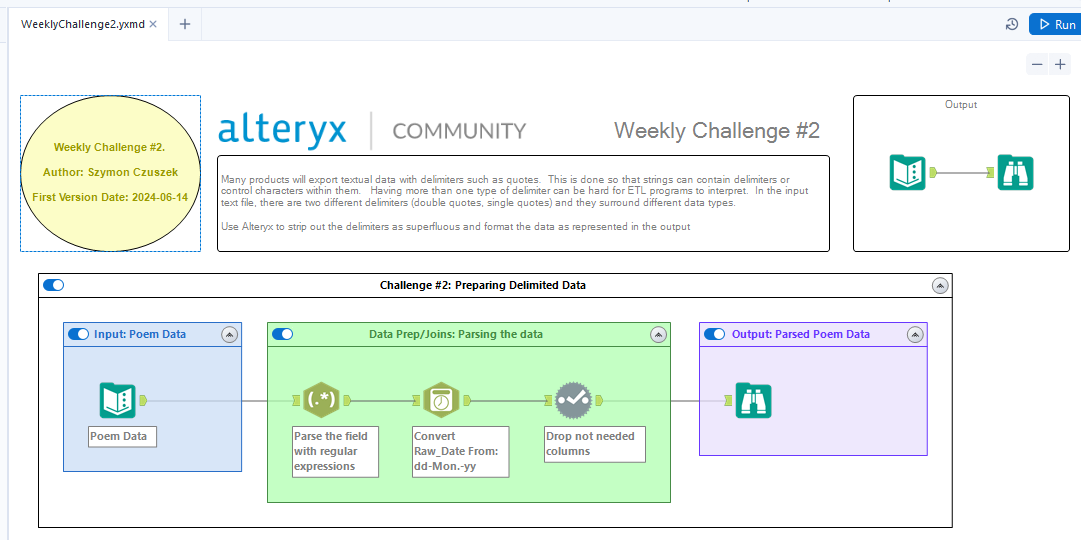 WeeklyChallenge2.yxmd
Run
Weekly Challenge #2.
Author: Szymon Czuszek
First Version Date: 2024-06-14
alteryx
COMMUNITY
Weekly Challenge #2
Many products will export textual data with delimiters such as quotes. This is done so that strings can contain delimiters or
control characters within them. Having more than one type of delimiter can be hard for ETL programs to interpret. In the input
text file, there are two different delimiters (double quotes, single quotes) and they surround different data types.
Use Alteryx to strip out the delimiters as superfluous and format the data as represented in the output
Output
Challenge #2: Preparing Delimited Data
Input: Poem Data
Poem Data
Data Prep/Joins: Parsing the data
(.*)
Parse the field
with regular
expressions
Convert
Raw_Date From:
dd-Mon.-yy
Drop not needed
columns
Output: Parsed Poem Data